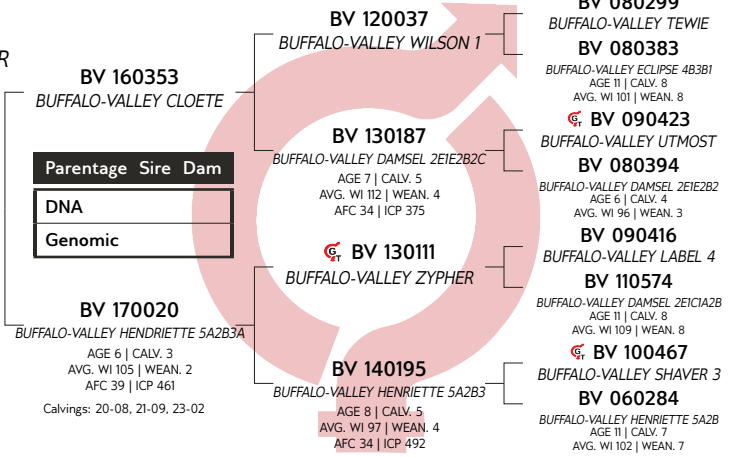 R
BV 160353
BUFFALO-VALLEY CLOETE
Parentage Sire Dam
DNA
Genomic
BV 170020
BUFFALO-VALLEY HENDRIETTE 5A2B3A
AGE 6 | CALV. 3
AVG. WI 105 | WEAN. 2
AFC 39 | ICP 461
Calvings: 20-08, 21-09, 23-02
BV 120037
BUFFALO-VALLEY WILSON 1
BV 130187
BUFFALO-VALLEY DAMSEL 2E1E2B2C
AGE 7 | CALV. 5
AVG. WI 112 | WEAN. 4
AFC 34 | ICP 375
GT BV 130111
BUFFALO-VALLEY ZYPHER
BV 140195
BUFFALO-VALLEY HENRIETTE 5A2B3
AGE 8 | CALV. 5
AVG. WI 97 | WEAN. 4
AFC 34 | ICP 492
BV 080299
BUFFALO-VALLEY TEWIE
BV 080383
BUFFALO-VALLEY ECLIPSE 4B3B1
AGE 11 | CALV. 8
AVG. WI 101 | WEAN. 8
GT BV 090423
BUFFALO-VALLEY UTMOST
BV 080394
BUFFALO-VALLEY DAMSEL 2E1E2B2
AGE 6 | CALV. 4
AVG. WI 96 | WEAN. 3
BV 090416
BUFFALO-VALLEY LABEL 4
BV 110574
BUFFALO-VALLEY DAMSEL 2E1C1A2B
AGE 11 | CALV. 8
AVG. WI 109 | WEAN. 8
GT BV 100467
BUFFALO-VALLEY SHAVER 3
BV 060284
BUFFALO-VALLEY HENRIETTE 5A2B
AGE 11 | CALV. 7
AVG. WI 102 | WEAN. 7